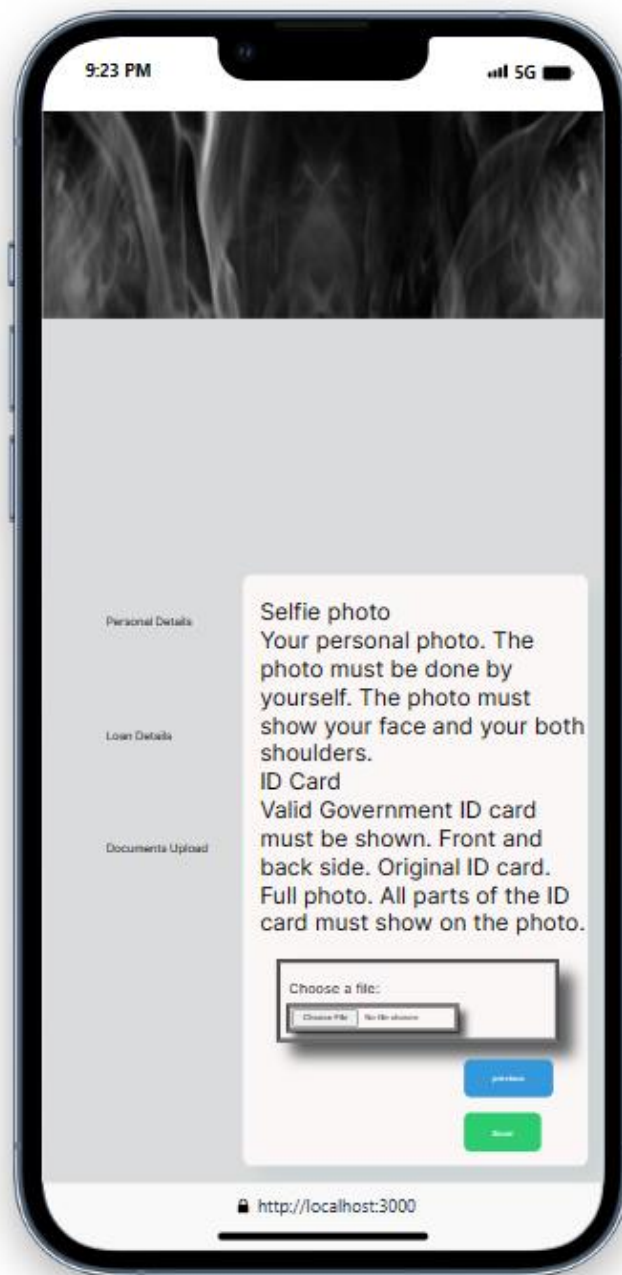 9:23 PM
5G
Personal Details
Loan Details
Documents Upload
Selfie photo
Your personal photo. The
photo must be done by
yourself. The photo must
show your face and your both
shoulders.
ID Card
Valid Government ID card
must be shown. Front and
back side. Original ID card.
Full photo. All parts of the ID
card must show on the photo.
Choose a file:
Choose File No file chosen
previous
http://localhost:3000